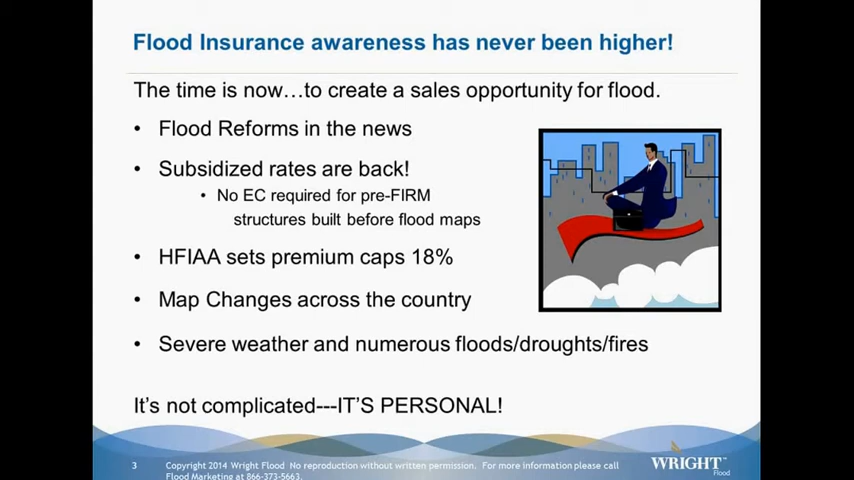 Flood Insurance awareness has never been higher!
The time is now…to create a sales opportunity for flood.
• Flood Reforms in the news
• Subsidized rates are back!
• No EC required for pre-FIRM
structures built before flood maps
• HFIAA sets premium caps 18%
• Map Changes across the country
• Severe weather and numerous floods/droughts/fires
It's not complicated---IT'S PERSONAL!
3
Copyright 2014 Wright Flood No reproduction without written permission. For more information please call
Flood Marketing at 866-373-5663.
WRIGHT™
Flood